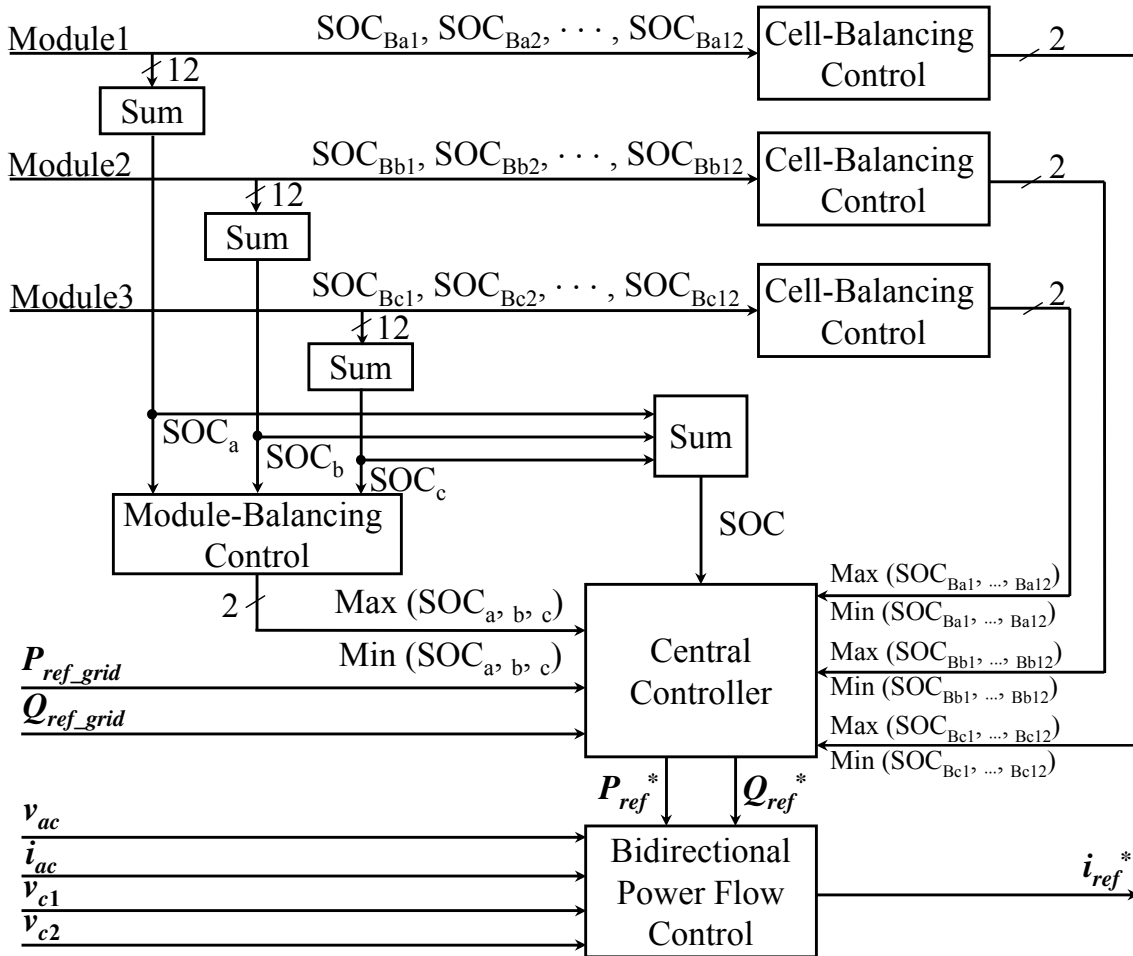 Module1
SOC_Ba1, SOC_Ba2, · · · , SOC_Ba12
Cell-Balancing
Control
2
12
Sum
Module2
SOC_Bb1, SOC_Bb2, · · · , SOC_Bb12
Cell-Balancing
Control
2
12
Sum
Module3
SOC_Bc1, SOC_Bc2, · · · , SOC_Bc12
Cell-Balancing
Control
2
12
Sum
SOC_a
SOC_b
SOC_c
Sum
SOC
Module-Balancing
Control
2
Max (SOC_a, b, c)
Min (SOC_a, b, c)
P_ref_grid
Q_ref_grid
Central
Controller
Max (SOC_Ba1, ..., Ba12)
Min (SOC_Ba1, ..., Ba12)
Max (SOC_Bb1, ..., Bb12)
Min (SOC_Bb1, ..., Bb12)
Max (SOC_Bc1, ..., Bc12)
Min (SOC_Bc1, ..., Bc12)
P_ref*
Q_ref*
v_ac
i_ac
v_c1
v_c2
Bidirectional
Power Flow
Control
i_ref*